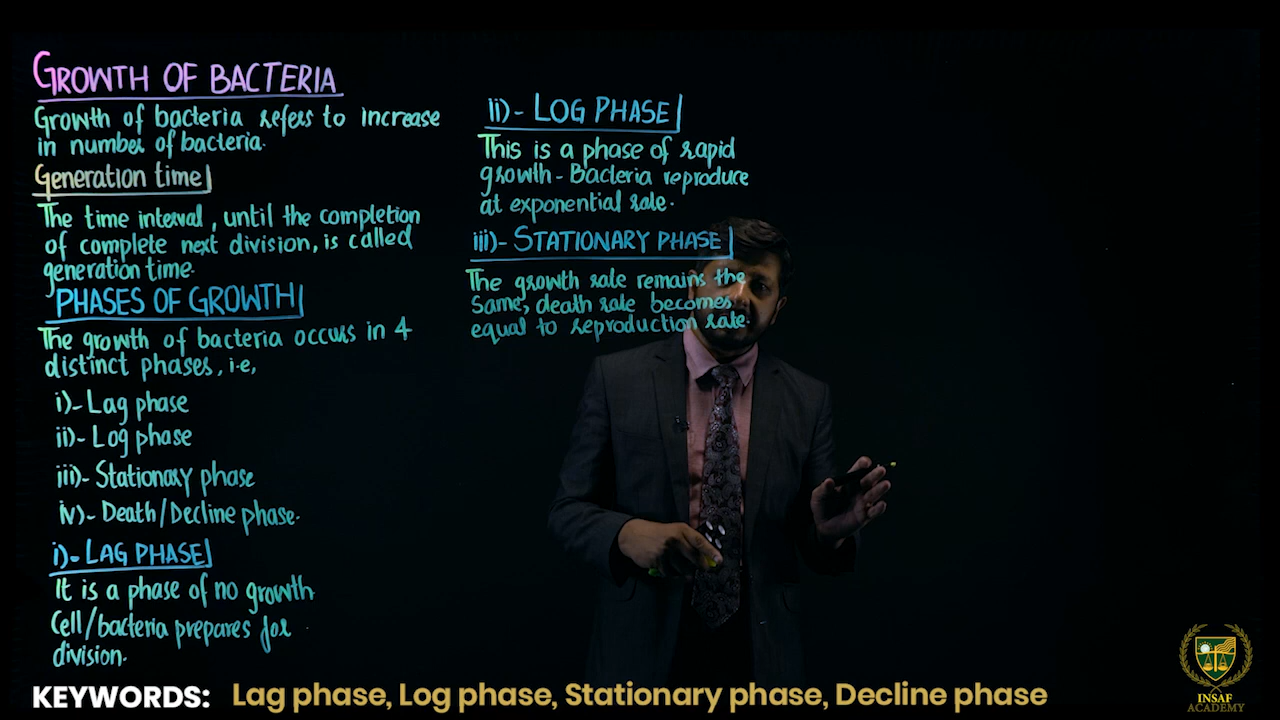 GROWTH OF BACTERIA
Growth of bacteria refers to increase
in number of bacteria.
Generation time
The time interval, until the completion
of complete next division, is called
generation time.
PHASES OF GROWTH
The growth of bacteria occurs in 4
distinct phases, i.e,
i)- Lag phase
ii)- Log phase
iii)- Stationary phase
iv)- Death/Decline phase.
i)- LAG PHASE
It is a phase of no growth
Cell/bacteria prepares for
division.
ii)- LOG PHASE
This is a phase of rapid
growth - Bacteria reproduce
at exponential rate.
iii)- STATIONARY PHASE
The growth rate remains the
Same, death rate becomes
equal to reproduction rate.
KEYWORDS: Lag phase, Log phase, Stationary phase, Decline phase
INSAF
ACADEMY